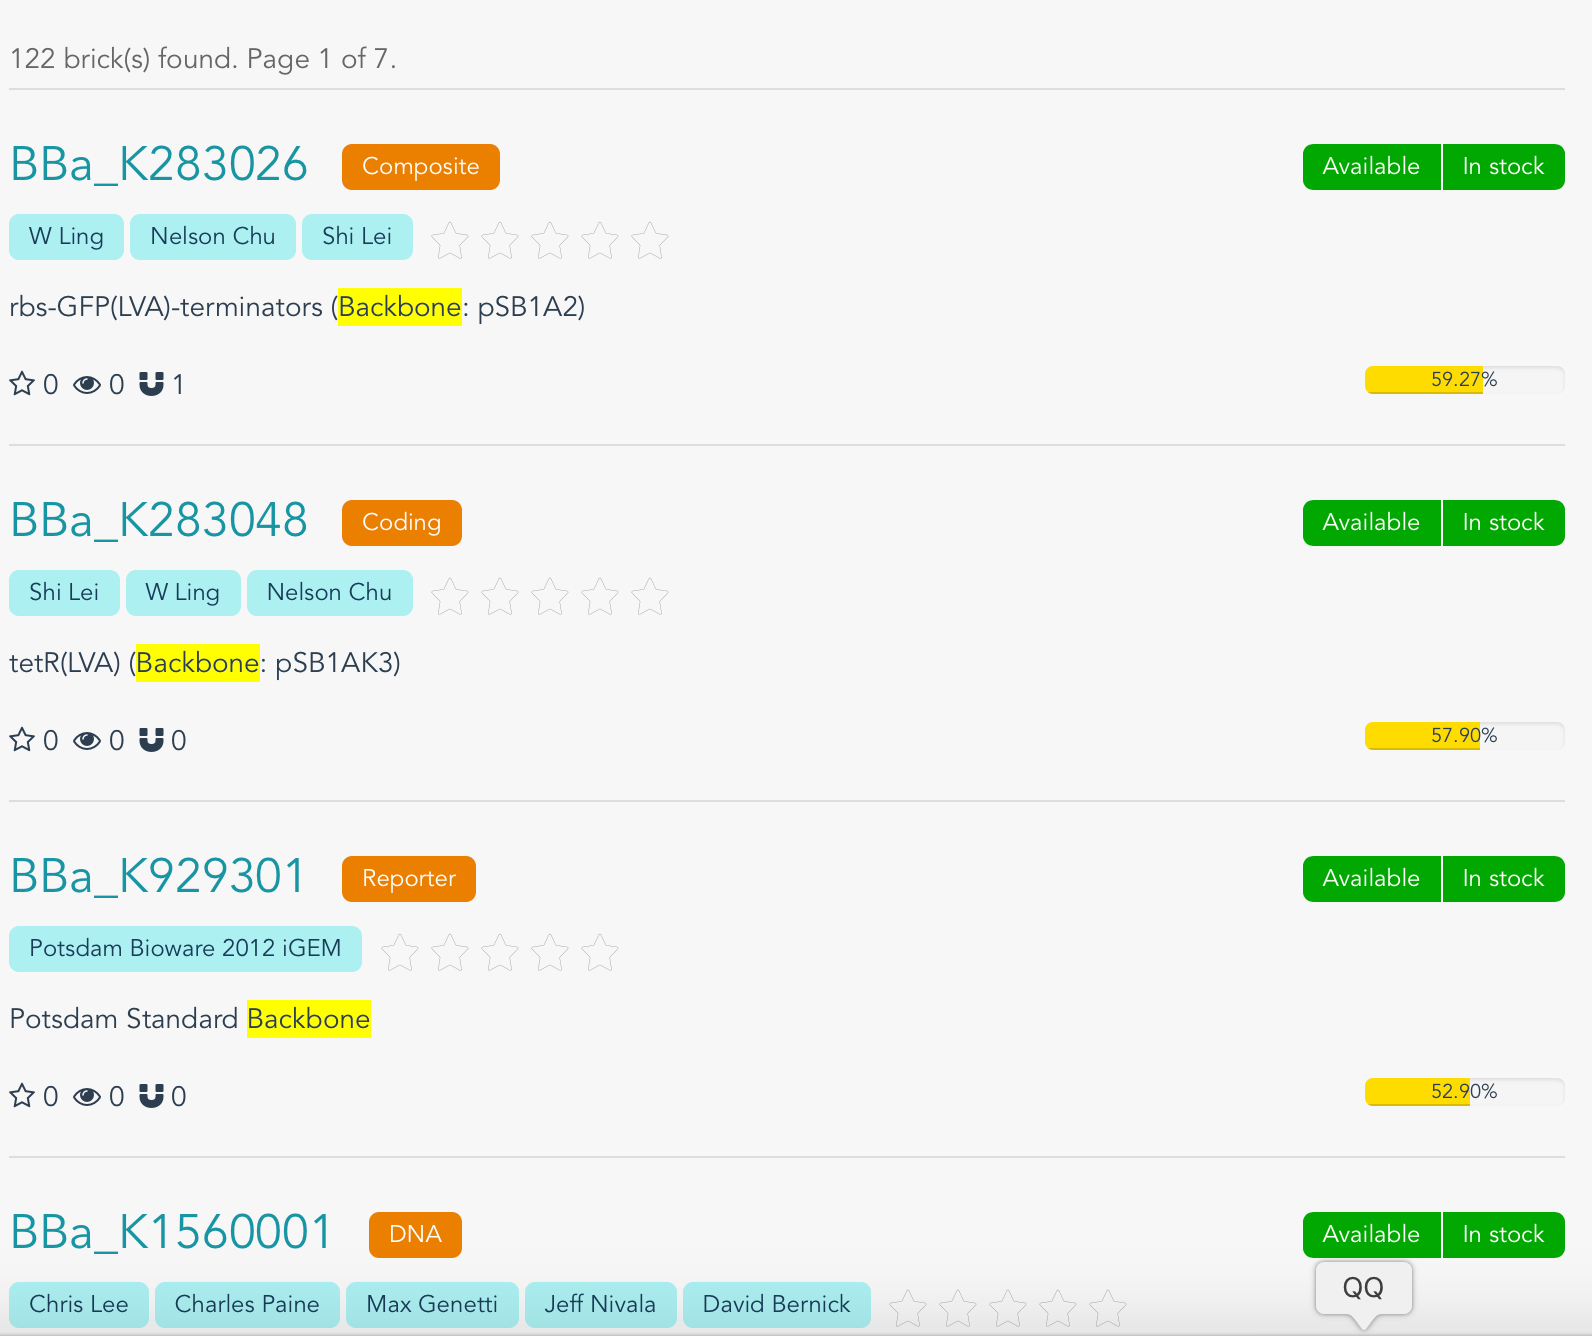 122 brick(s) found. Page 1 of 7.
BBa_K283026 Composite Available In stock
W Ling Nelson Chu Shi Lei
rbs-GFP(LVA)-terminators (Backbone: pSB1A2)
0 0 1 59.27%
BBa_K283048 Coding Available In stock
Shi Lei W Ling Nelson Chu
tetR(LVA) (Backbone: pSB1AK3)
0 0 0 57.90%
BBa_K929301 Reporter Available In stock
Potsdam Bioware 2012 iGEM
Potsdam Standard Backbone
0 0 0 52.90%
BBa_K1560001 DNA Available In stock
QQ
Chris Lee Charles Paine Max Genetti Jeff Nivala David Bernick